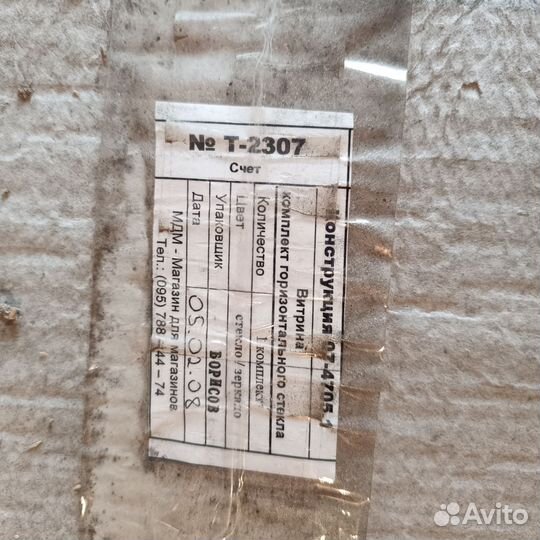 № Т-2307
Счет
Конструкция 07-4705 1
Витрина
комплект горизонтального стекла
Количество 1 комплект
Цвет стекло / зеркало
Упаковщик БОРИСОВ
Дата 05.02.08
МДМ - Магазин для магазинов.
Тел.: (095) 788 - 44 - 74
Avito